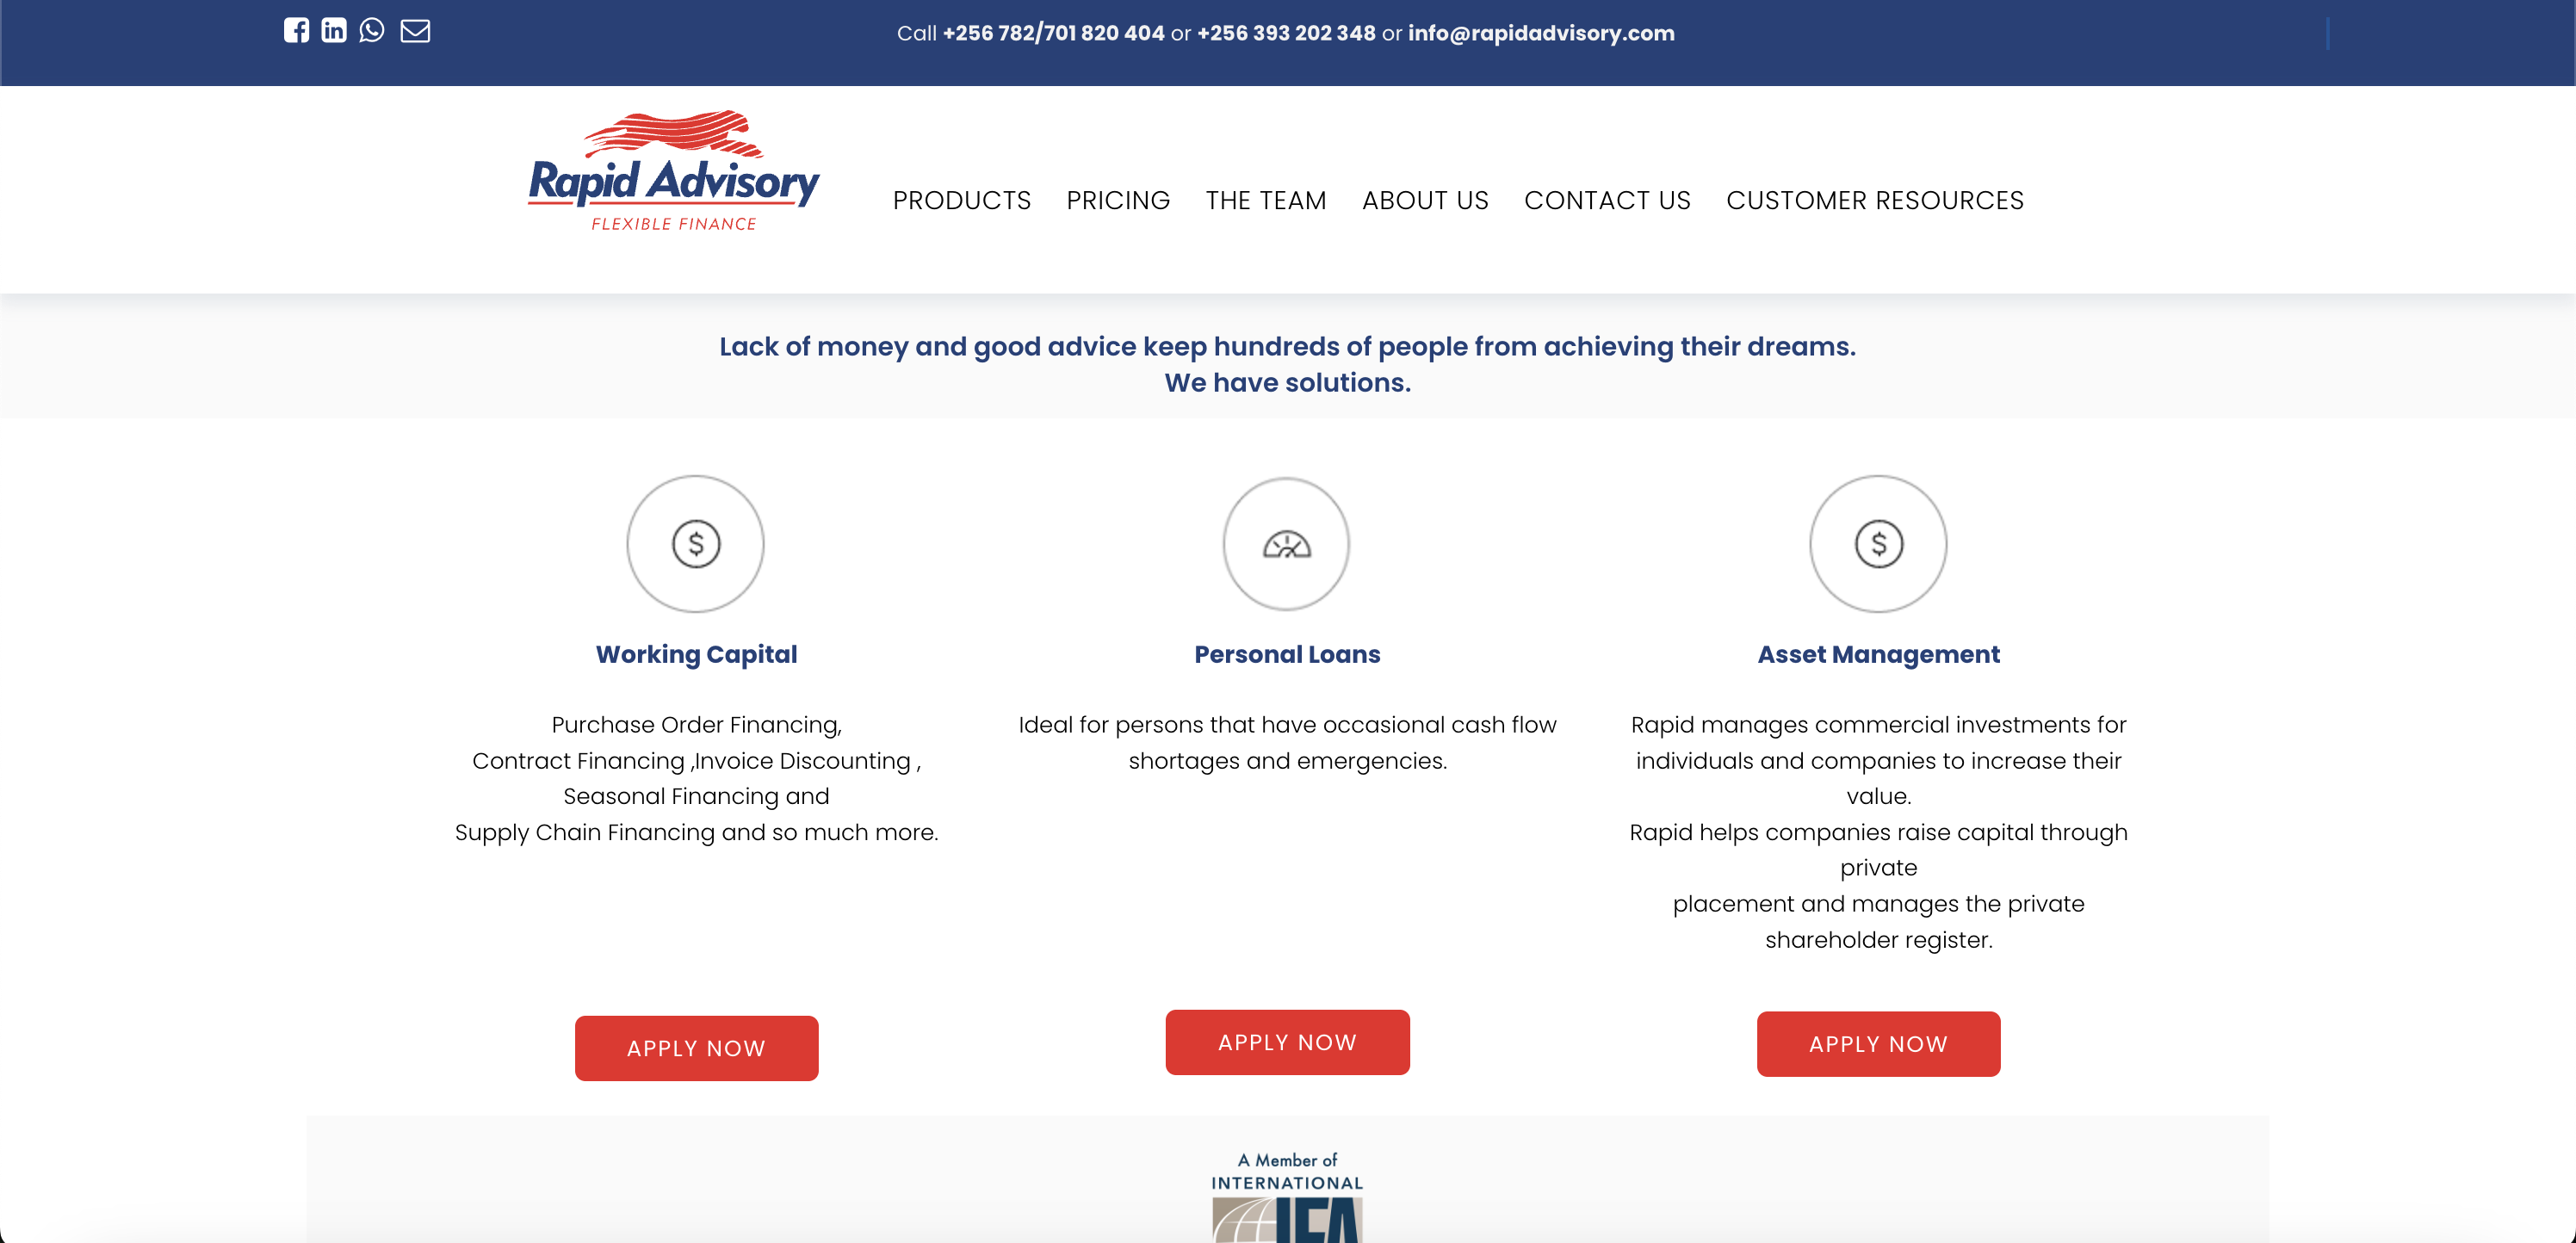 Call +256 782/701 820 404 or +256 393 202 348 or info@rapidadvisory.com
Rapid Advisory
FLEXIBLE FINANCE
PRODUCTS PRICING THE TEAM ABOUT US CONTACT US CUSTOMER RESOURCES
Lack of money and good advice keep hundreds of people from achieving their dreams.
We have solutions.
Working Capital
Purchase Order Financing,
Contract Financing ,Invoice Discounting ,
Seasonal Financing and
Supply Chain Financing and so much more.
APPLY NOW
Personal Loans
Ideal for persons that have occasional cash flow
shortages and emergencies.
APPLY NOW
Asset Management
Rapid manages commercial investments for
individuals and companies to increase their
value.
Rapid helps companies raise capital through
private
placement and manages the private
shareholder register.
APPLY NOW
A Member of
INTERNATIONAL